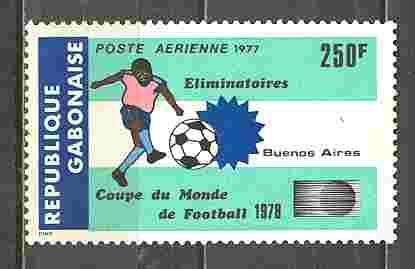 REPUBLIQUE
GABONAISE
POSTE AERIENNE 1977
250F
Eliminatoires
Buenos Aires
Coupe du Monde
de Football 1978